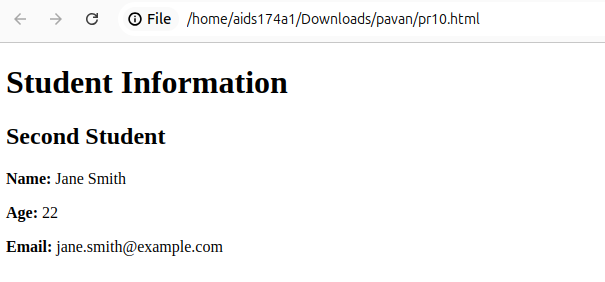 File /home/aids174a1/Downloads/pavan/pr10.html
Student Information
Second Student
Name: Jane Smith
Age: 22
Email: jane.smith@example.com